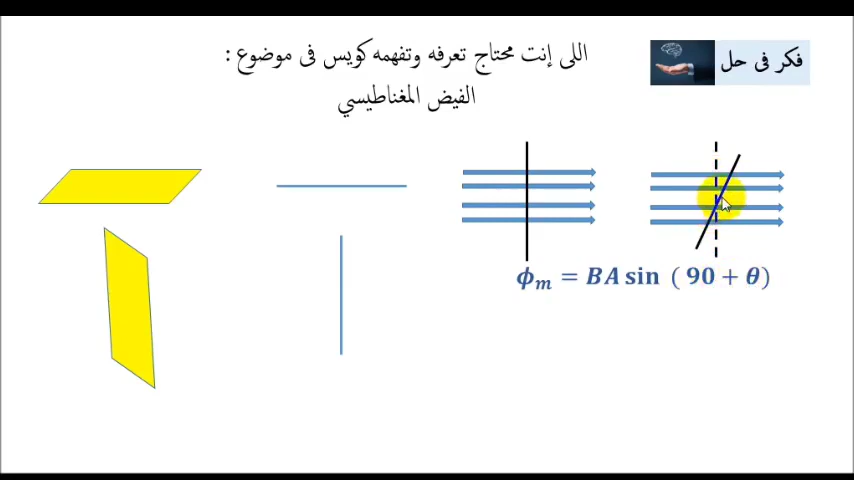 فكر فى حل
اللى إنت محتاج تعرفه وتفهمه كويس فى موضوع :
الفيض المغناطيسي
ϕₘ = BA sin ( 90 + θ)